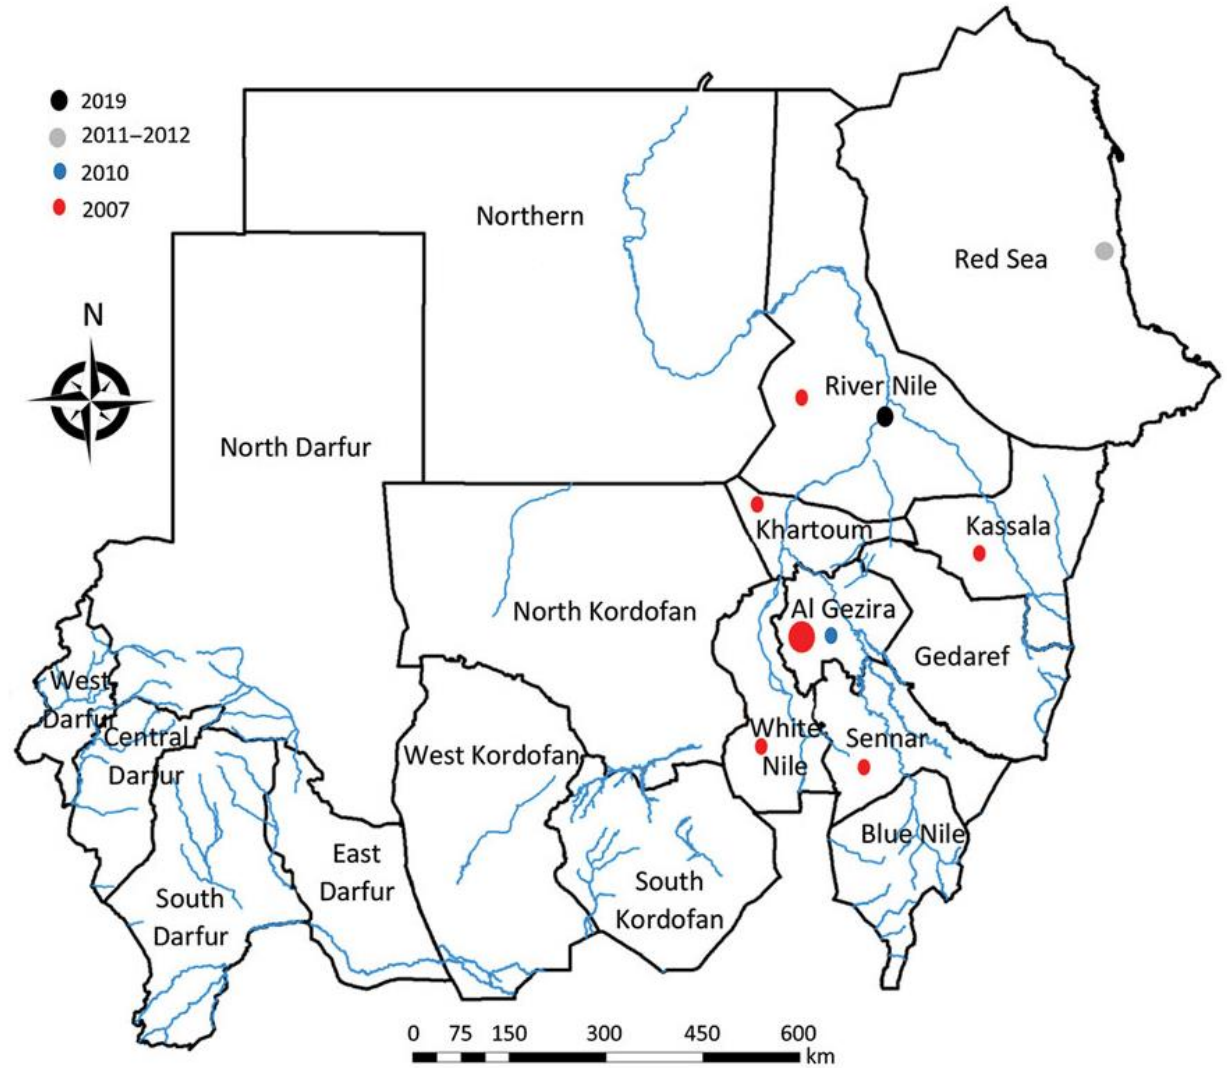 2019
2011–2012
2010
2007
N
Northern
Red Sea
River Nile
North Darfur
Khartoum
Kassala
North Kordofan
Al Gezira
Gedaref
West
Darfur
Central
Darfur
West Kordofan
White
Nile
Sennar
Blue Nile
East
Darfur
South
Darfur
South
Kordofan
0 75 150 300 450 600
km